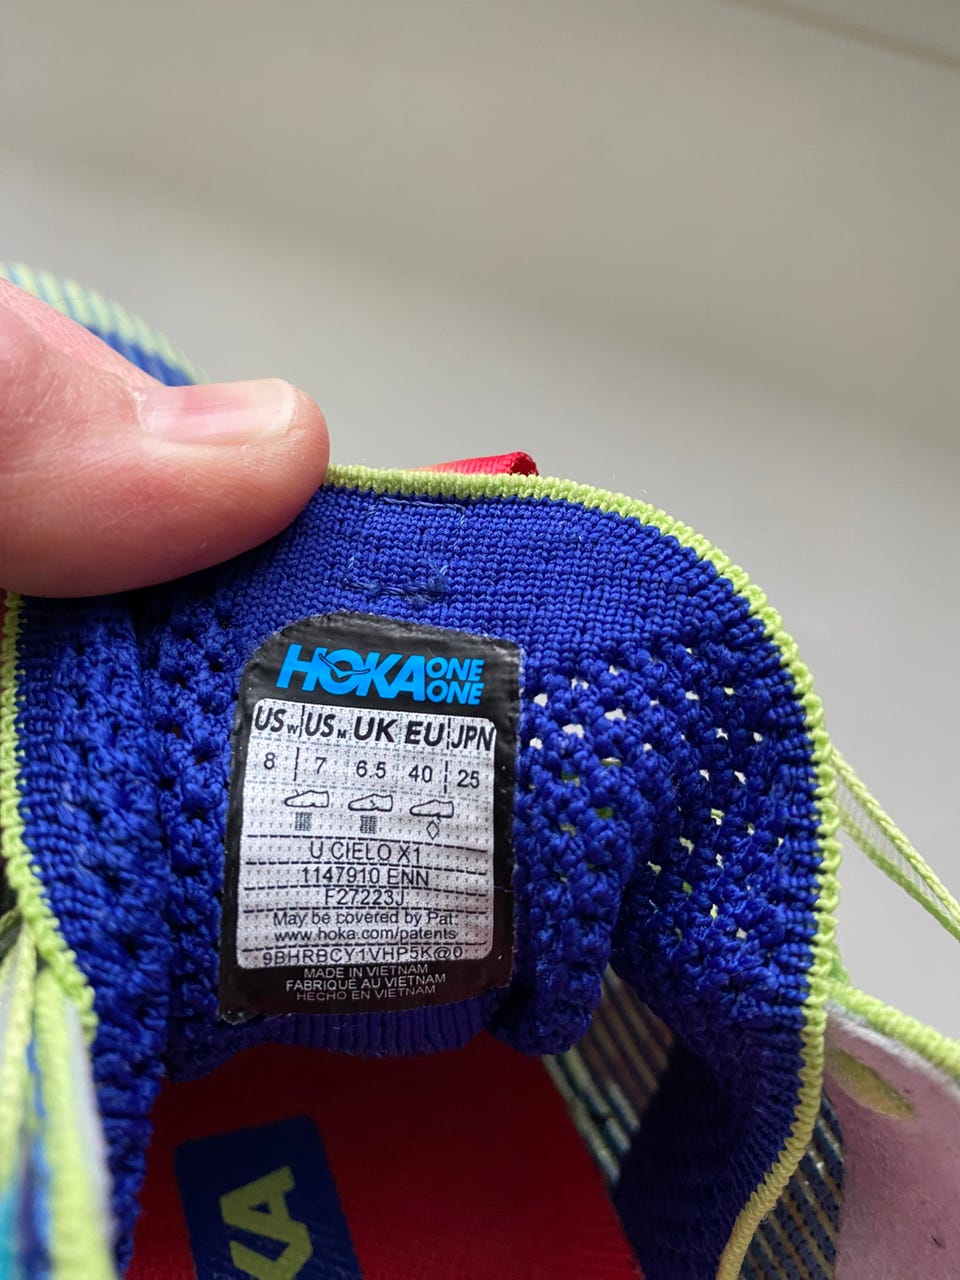 HOKA ONE ONE
US W US M UK EU JPN
8 7 6.5 40 25
U CIELO X1
1147910 ENN
F27223J
May be covered by Pat:
www.hoka.com/patents
9BHRBCY1VHP5K@0
MADE IN VIETNAM
FABRIQUÉ AU VIETNAM
HECHO EN VIETNAM
KA